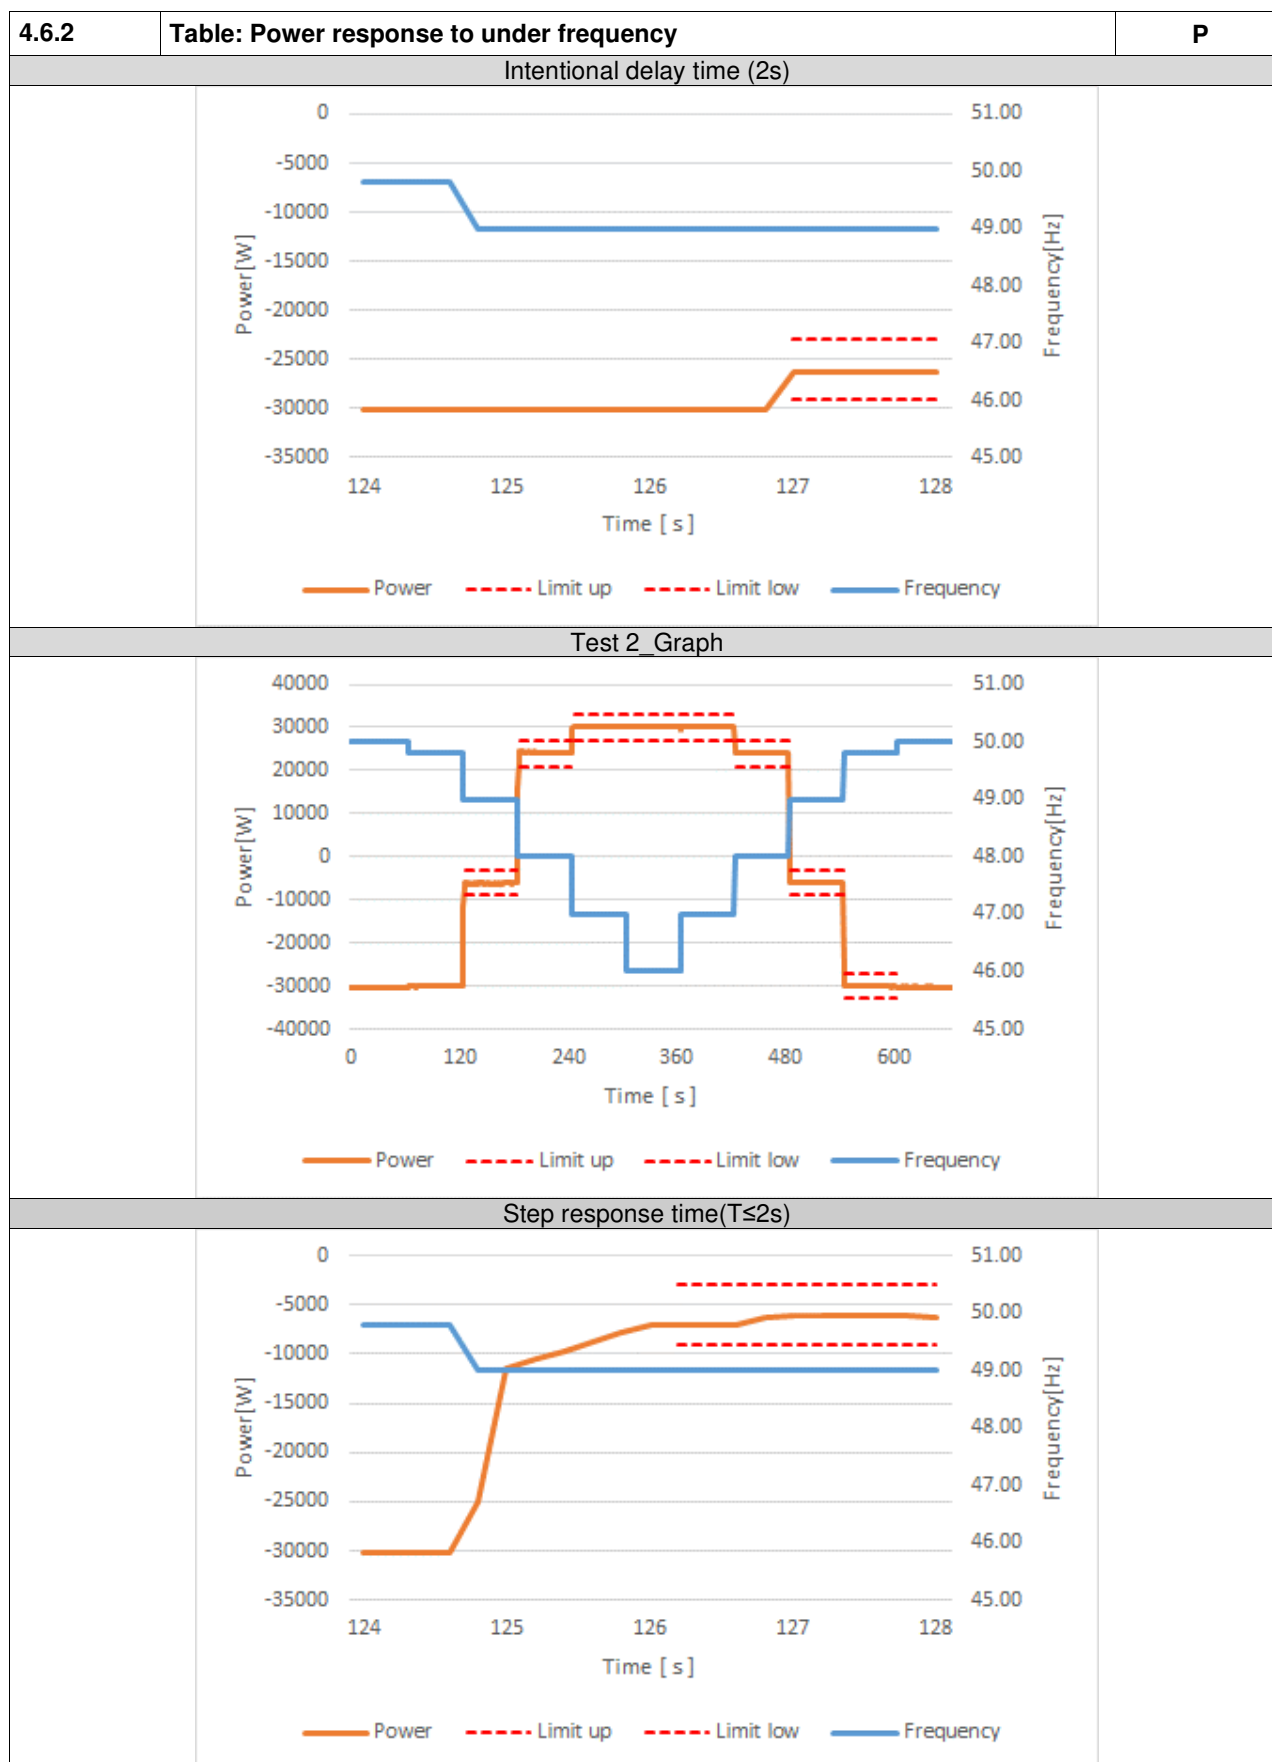 4.6.2 Table: Power response to under frequency P
Intentional delay time (2s)
0 51.00
-5000 50.00
-10000 49.00
-15000 48.00
-20000 47.00
-25000 46.00
-30000 45.00
-35000
Power[W]
Frequency[Hz]
124 125 126 127 128
Time [ s ]
Power Limit up Limit low Frequency
Test 2_Graph
40000 51.00
30000 50.00
20000 49.00
10000 48.00
0 47.00
-10000 46.00
-20000 45.00
-30000
-40000
Power[W]
Frequency[Hz]
0 120 240 360 480 600
Time [ s ]
Power Limit up Limit low Frequency
Step response time(T≤2s)
0 51.00
-5000 50.00
-10000 49.00
-15000 48.00
-20000 47.00
-25000 46.00
-30000 45.00
-35000
Power[W]
Frequency[Hz]
124 125 126 127 128
Time [ s ]
Power Limit up Limit low Frequency